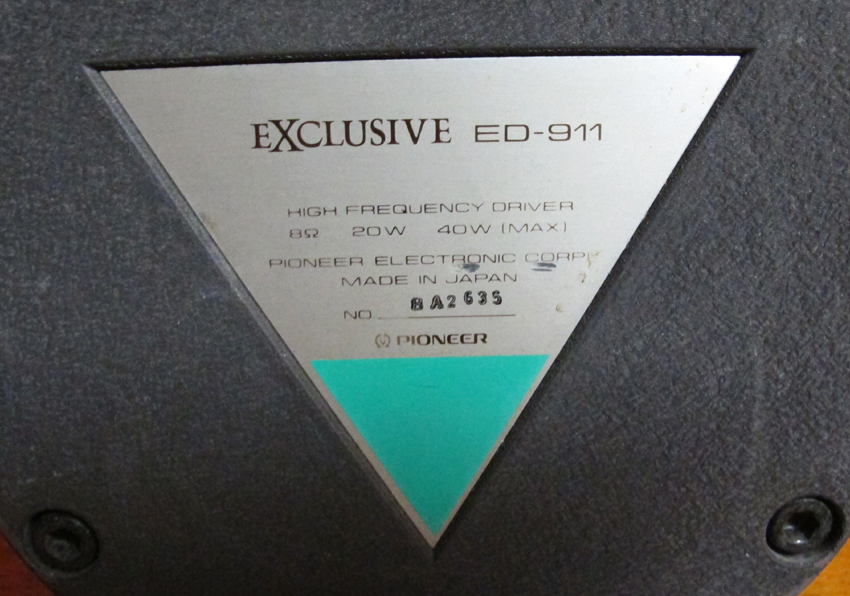 EXCLUSIVE ED-911
HIGH FREQUENCY DRIVER
8Ω 20W 40W (MAX)
PIONEER ELECTRONIC CORP.
MADE IN JAPAN
NO. 8A2635
PIONEER